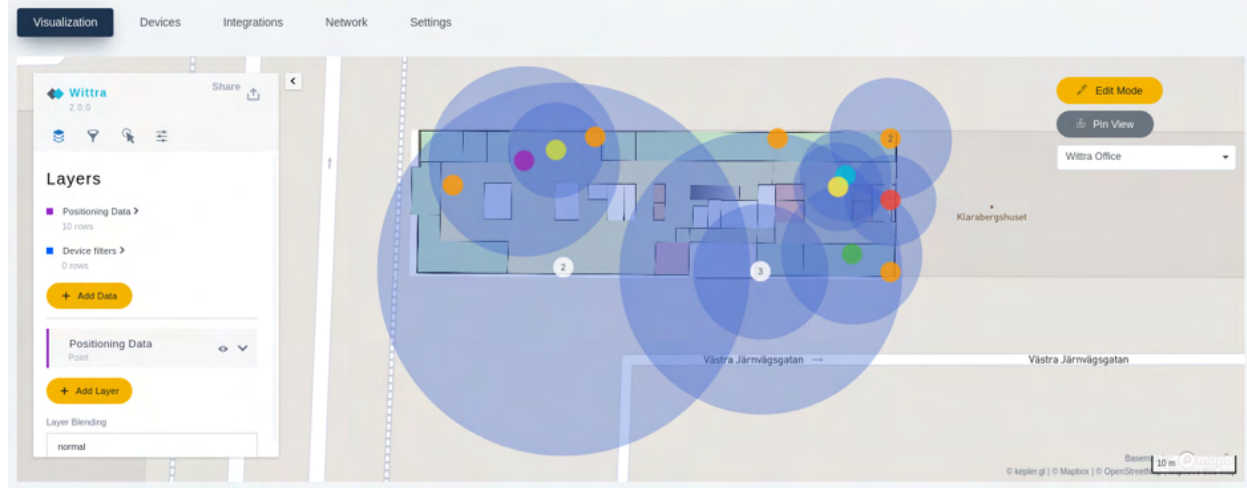 Visualization Devices Integrations Network Settings
Wittra
2.0.0
Share
Layers
Positioning Data
10 rows
Device filters
0 rows
+ Add Data
Positioning Data
Point
+ Add Layer
Layer Blending
normal
Edit Mode
Pin View
Wittra Office
2
2
3
Klarabergshuset
Västra Järnvägsgatan →
Västra Järnvägsgatan
10 m
© kepler.gl | © Mapbox |